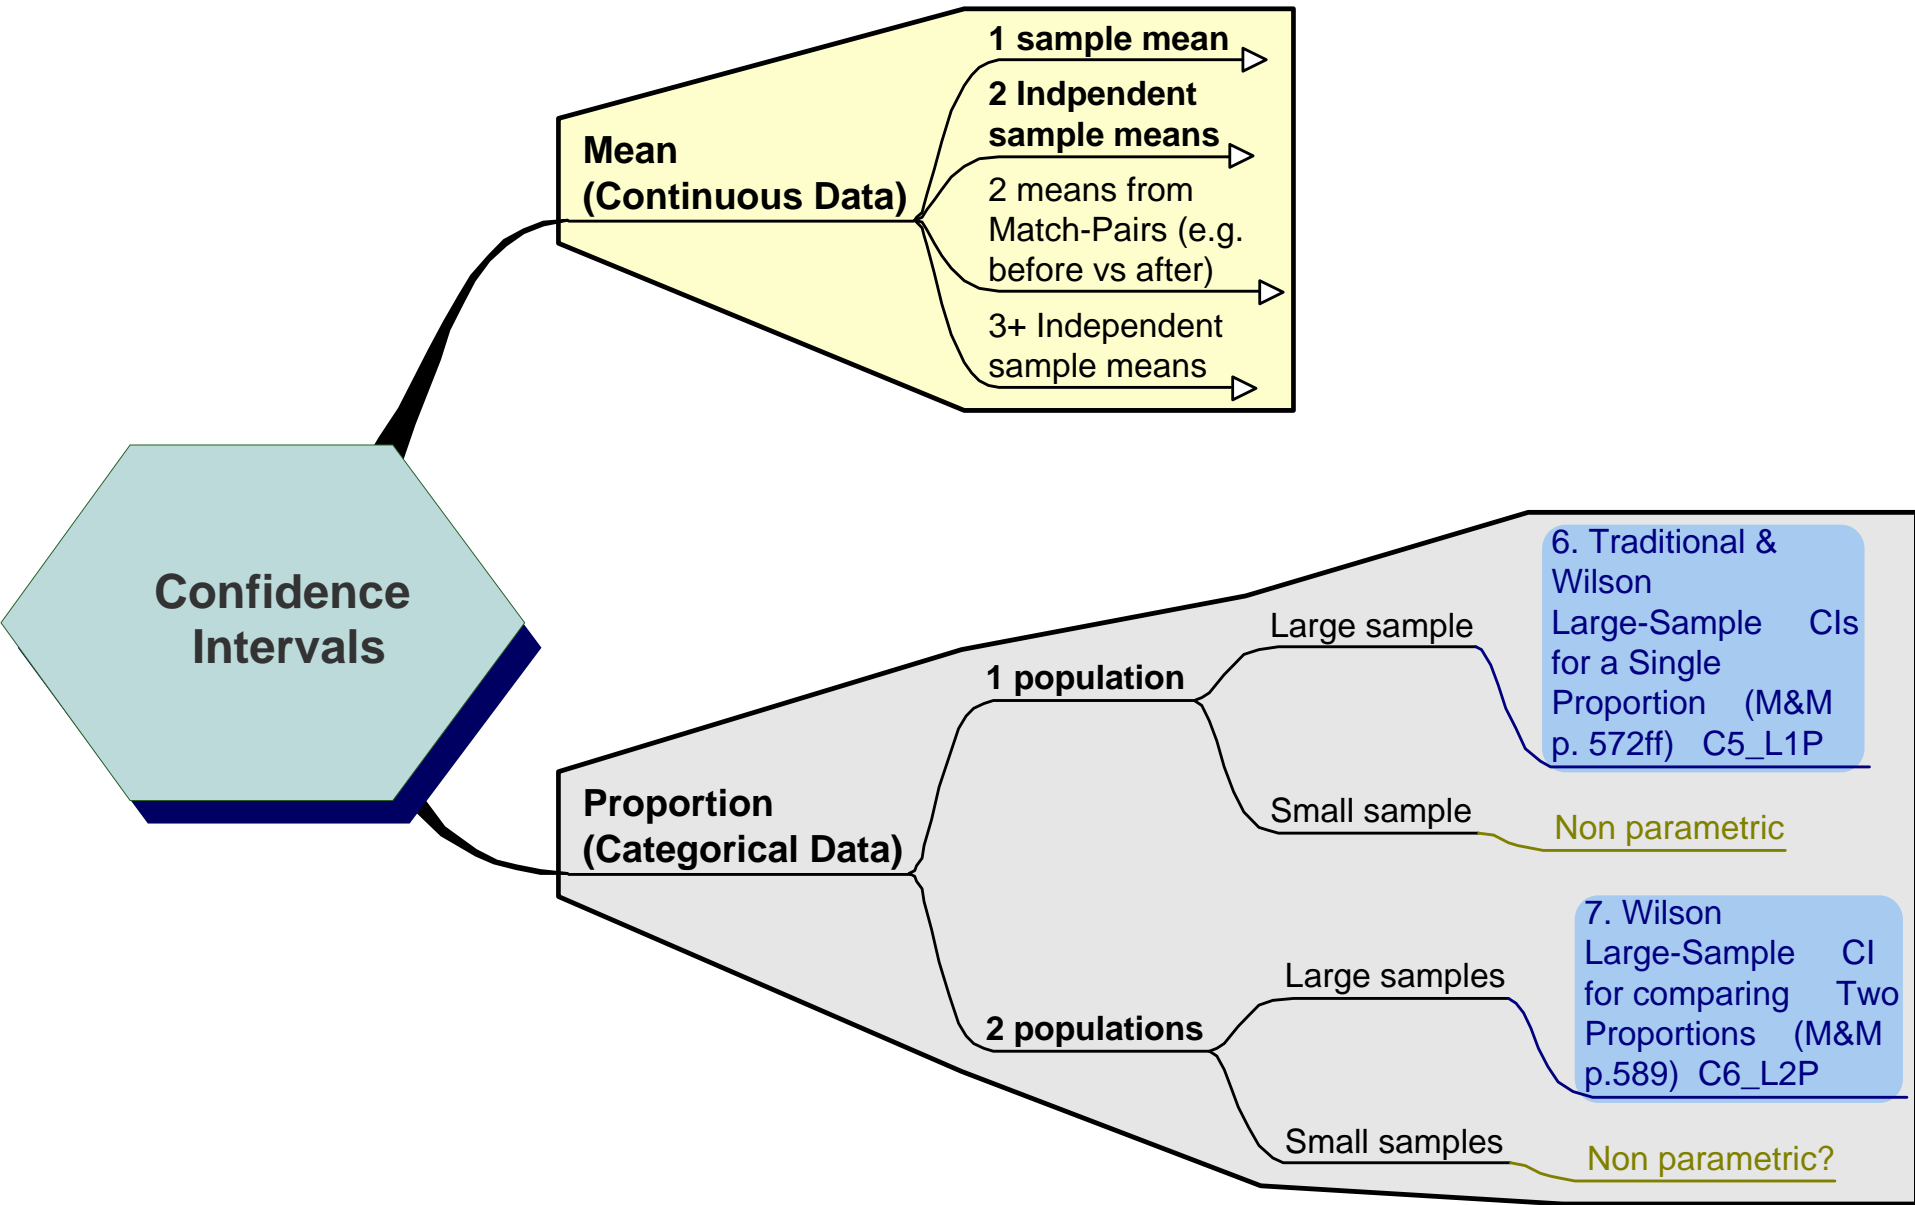 1 sample mean
2 Indpendent
sample means
Mean
(Continuous Data)
2 means from
Match-Pairs (e.g.
before vs after)
3+ Independent
sample means
Confidence
Intervals
Proportion
(Categorical Data)
1 population
Large sample
6. Traditional &
Wilson
Large-Sample CIs
for a Single
Proportion (M&M
p. 572ff) C5_L1P
Small sample
Non parametric
2 populations
Large samples
7. Wilson
Large-Sample CI
for comparing Two
Proportions (M&M
p.589) C6_L2P
Small samples
Non parametric?